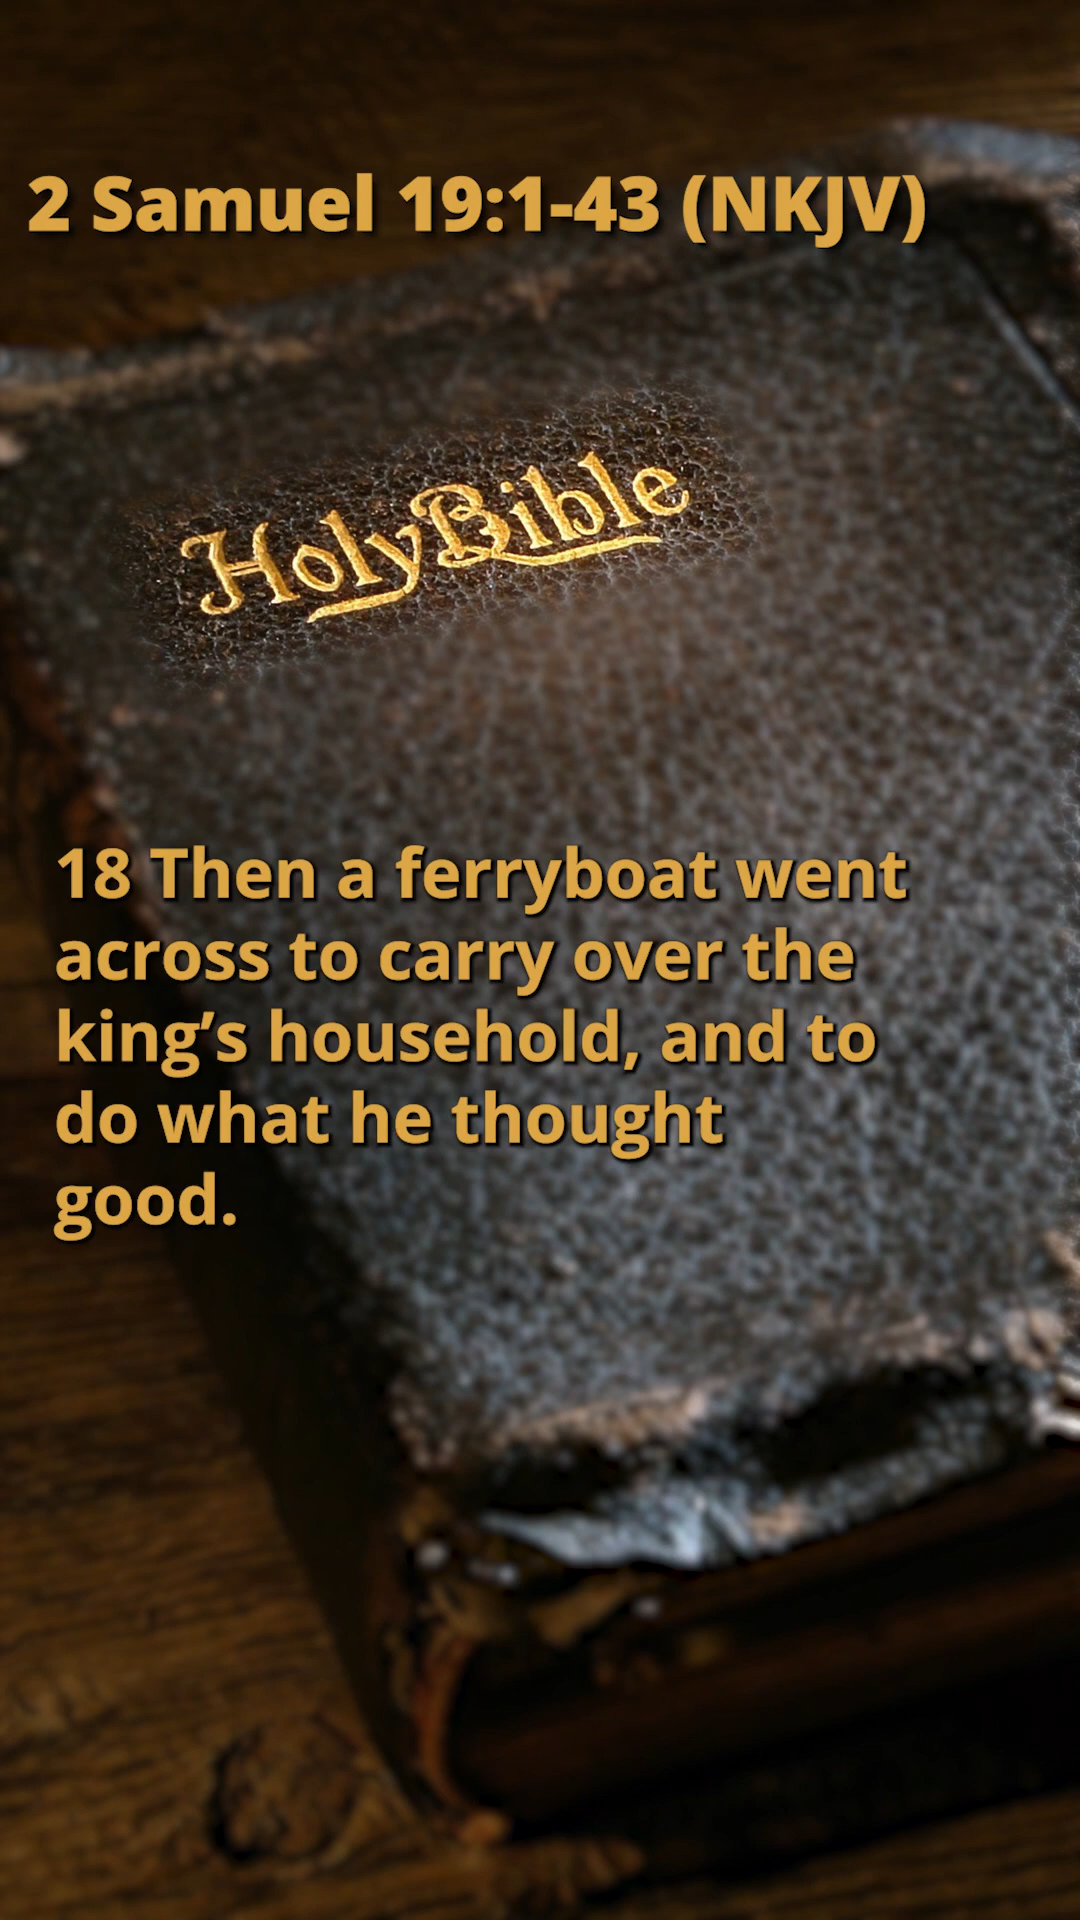 2 Samuel 19:1-43 (NKJV)
Holy Bible
18 Then a ferryboat went
across to carry over the
king’s household, and to
do what he thought
good.